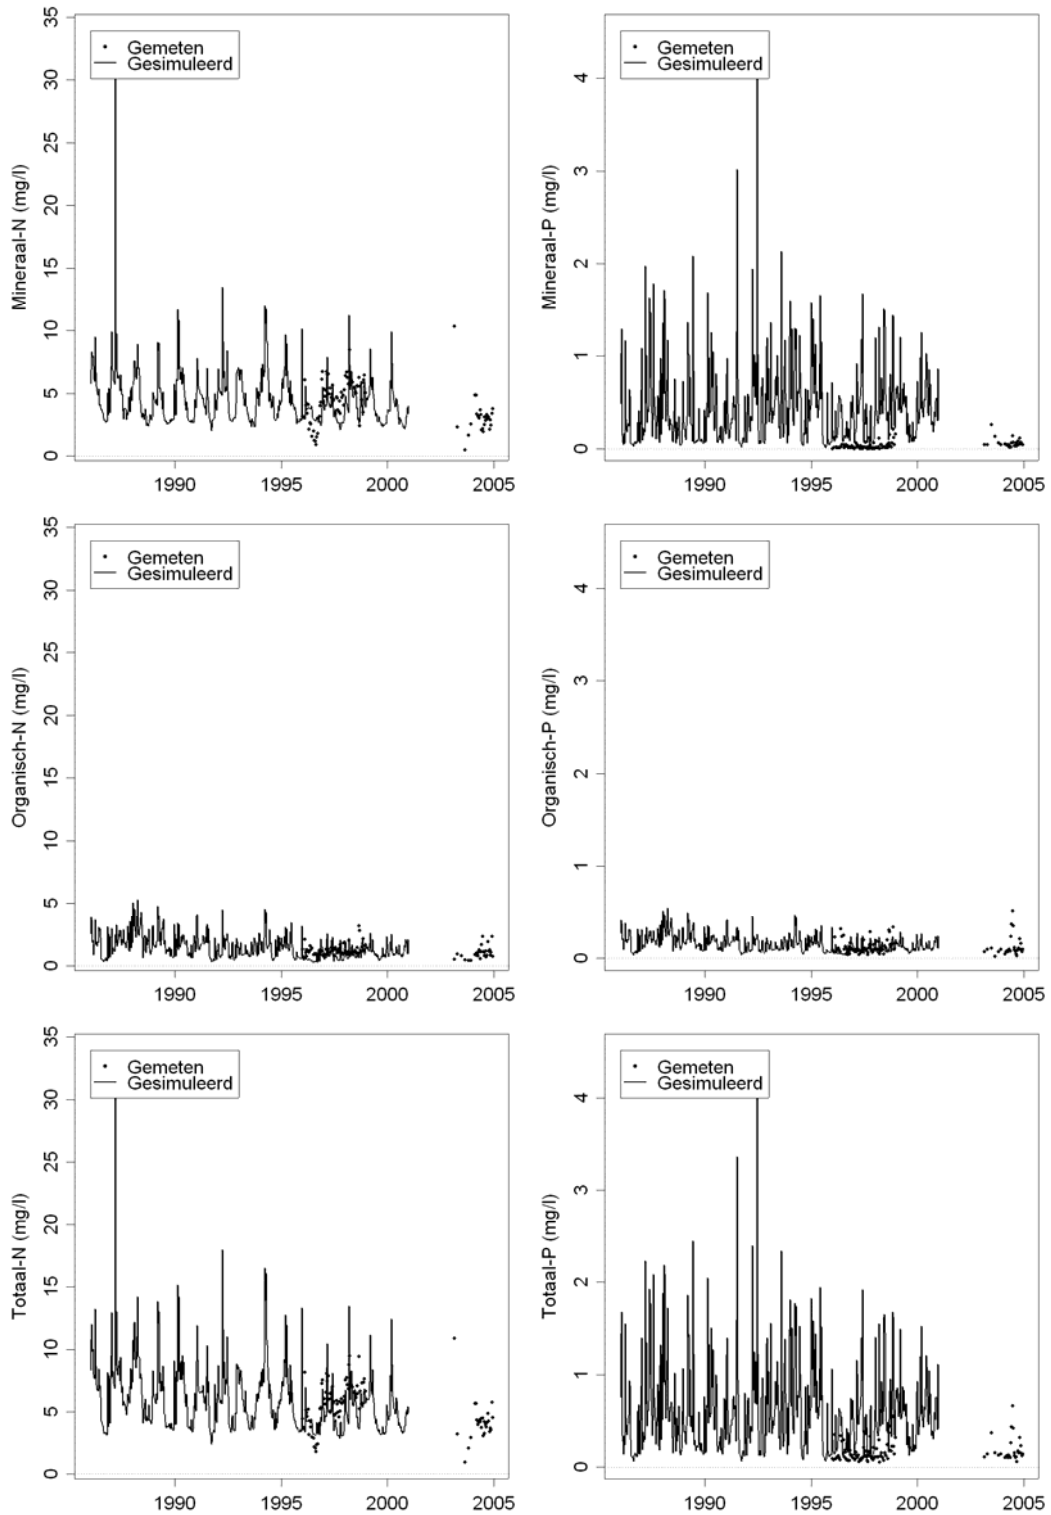 Mineraal-N (mg/l)
0 5 10 15 20 25 30 35
Gemeten
Gesimuleerd
1990 1995 2000 2005
Mineraal-P (mg/l)
0 1 2 3 4
Gemeten
Gesimuleerd
1990 1995 2000 2005
Organisch-N (mg/l)
0 5 10 15 20 25 30 35
Gemeten
Gesimuleerd
1990 1995 2000 2005
Organisch-P (mg/l)
0 1 2 3 4
Gemeten
Gesimuleerd
1990 1995 2000 2005
Totaal-N (mg/l)
0 5 10 15 20 25 30 35
Gemeten
Gesimuleerd
1990 1995 2000 2005
Totaal-P (mg/l)
0 1 2 3 4
Gemeten
Gesimuleerd
1990 1995 2000 2005